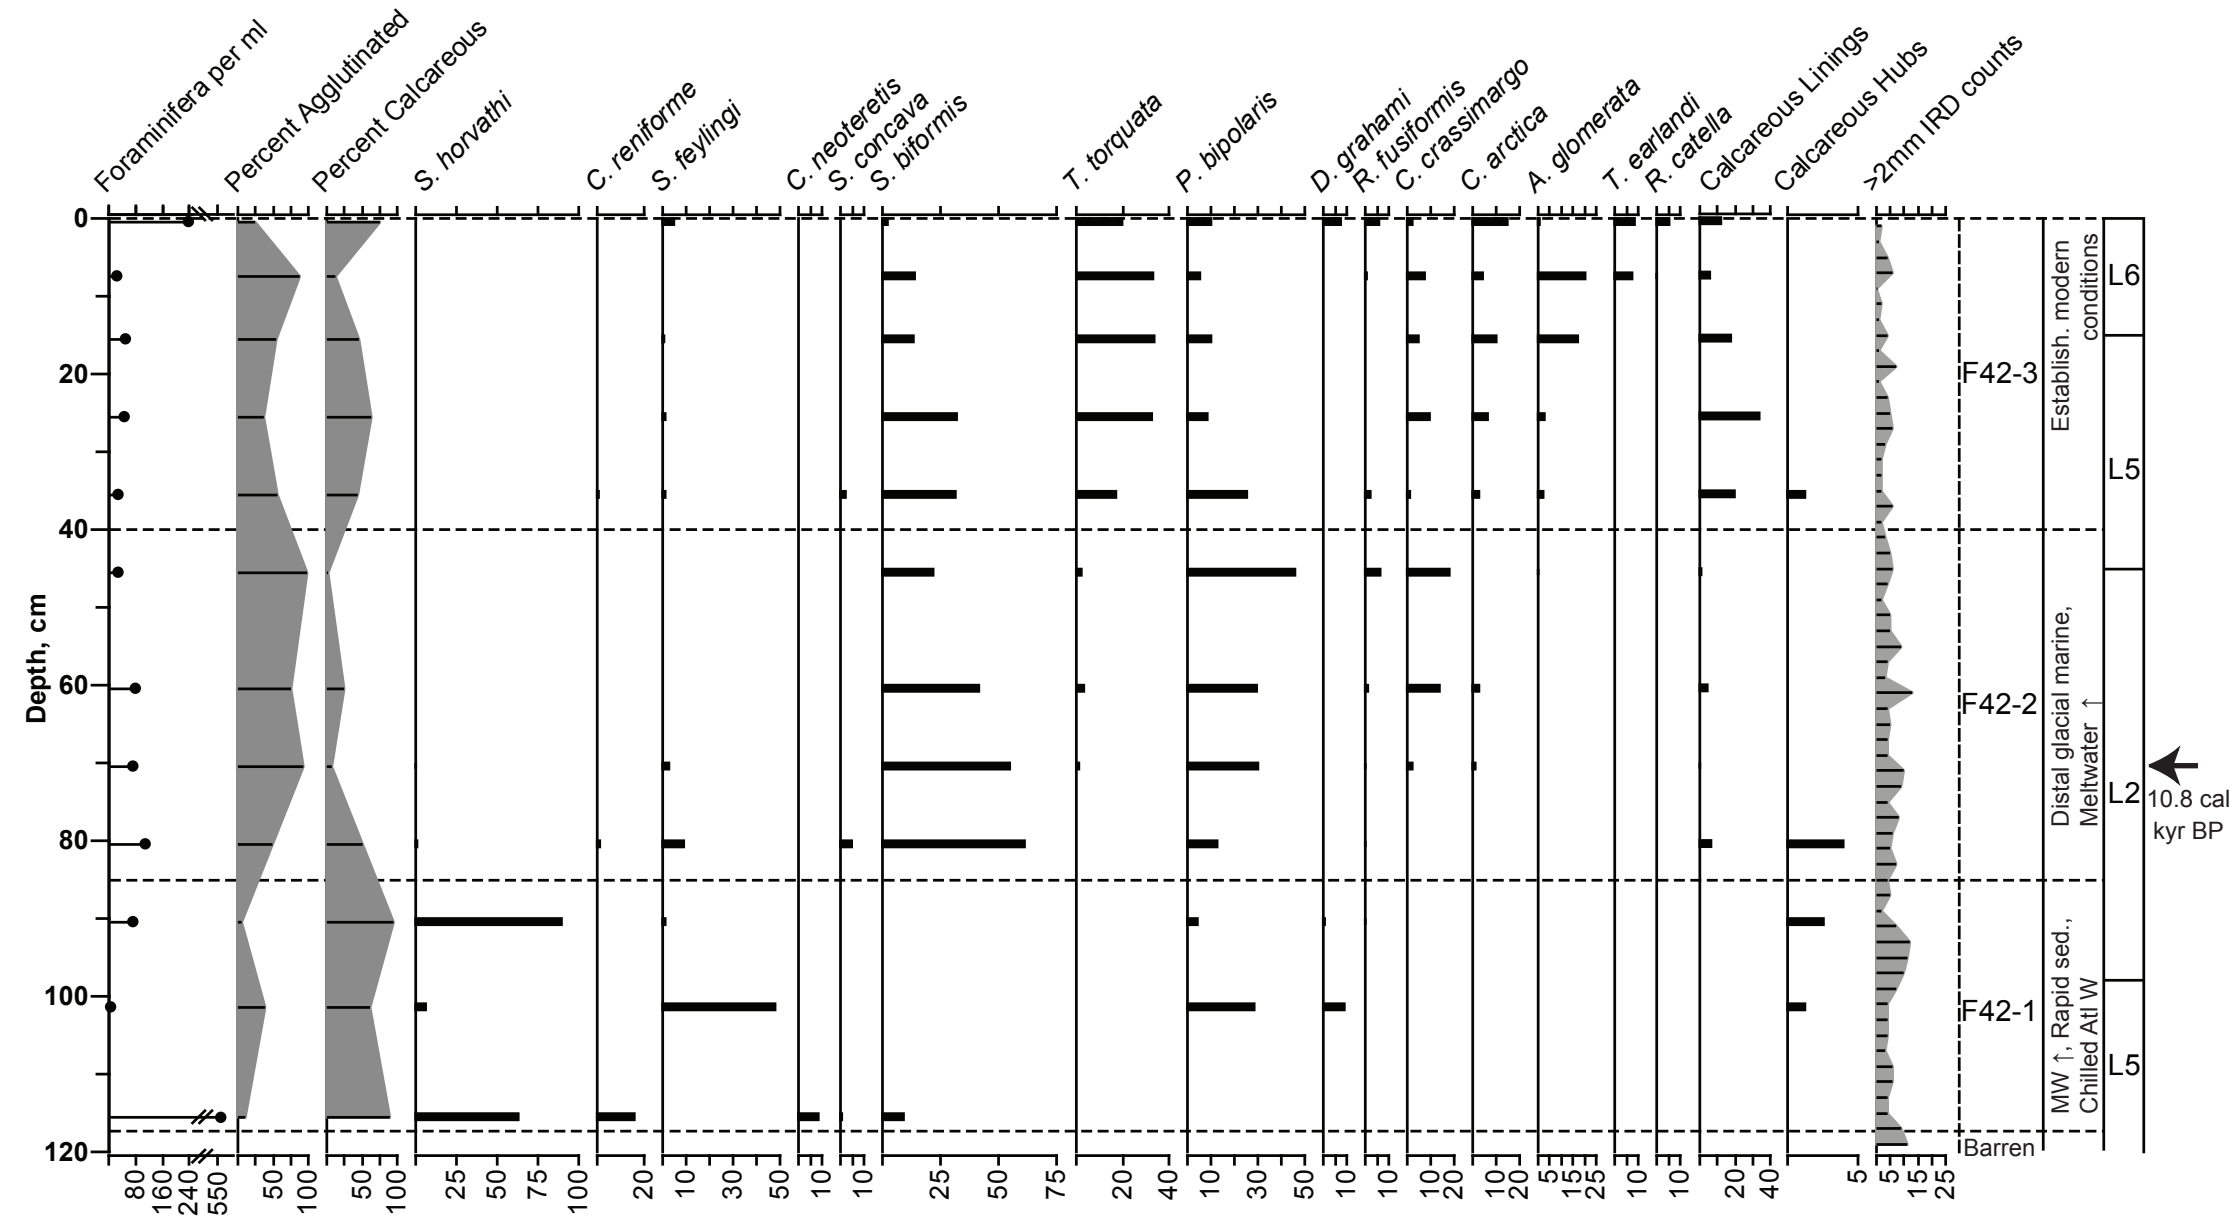 Foraminifera per ml
Percent Agglutinated
Percent Calcareous
S. horvathi
C. reniforme
S. feylingi
C. neoteretis
S. concava
S. biformis
T. torquata
P. bipolaris
D. grahami
R. fusiformis
C. crassimargo
C. arctica
A. glomerata
T. earlandi
R. catella
Calcareous Linings
Calcareous Hubs
>2mm IRD counts
Depth, cm
0
20
40
60
80
100
120
F42-3
F42-2
F42-1
Barren
Establish. modern
conditions
Distal glacial marine,
Meltwater ↑
MW ↑, Rapid sed.,
Chilled Atl W
L6
L5
L2
L5
10.8 cal
kyr BP
80 160 240 550
50 100
50 100
25 50 75 100
20
10 30 50
10
10
25 50 75
20 40
10 30 50
10
10
10 20
10 20
5 15 25
10
10
20 40
5
5 15 25